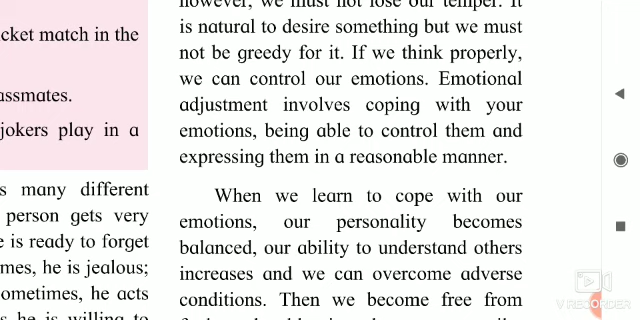 cket match in the
assmates.
jokers play in a
s many different
person gets very
e is ready to forget
mes, he is jealous;
ometimes, he acts
s he is willing to
however, we must not lose our temper. It
is natural to desire something but we must
not be greedy for it. If we think properly,
we can control our emotions. Emotional
adjustment involves coping with your
emotions, being able to control them and
expressing them in a reasonable manner.
When we learn to cope with our
emotions, our personality becomes
balanced, our ability to understand others
increases and we can overcome adverse
conditions. Then we become free from
V RECORDER